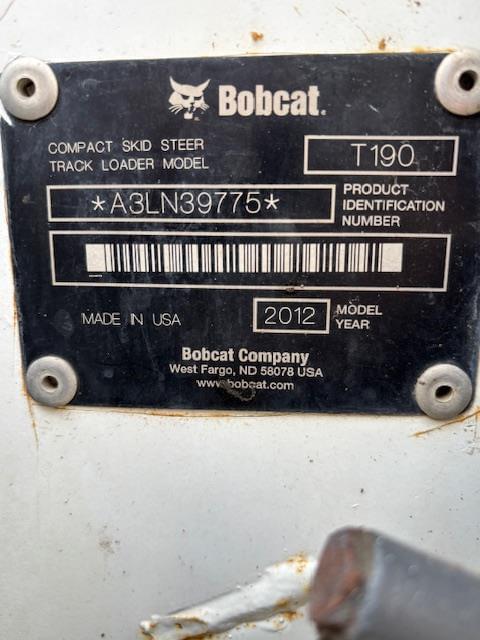 Bobcat.
COMPACT SKID STEER
TRACK LOADER MODEL
T190
*A3LN39775*
PRODUCT
IDENTIFICATION
NUMBER
MADE IN USA
2012
MODEL
YEAR
Bobcat Company
West Fargo, ND 58078 USA
www.bobcat.com